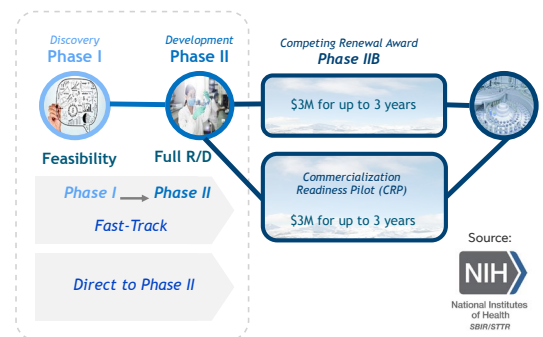 Discovery
Phase I
Development
Phase II
Competing Renewal Award
Phase IIB
$3M for up to 3 years
Feasibility
Full R/D
Phase I
Phase II
Fast-Track
Direct to Phase II
Commercialization
Readiness Pilot (CRP)
$3M for up to 3 years
Source:
NIH
National Institutes
of Health
SBIR/STTR